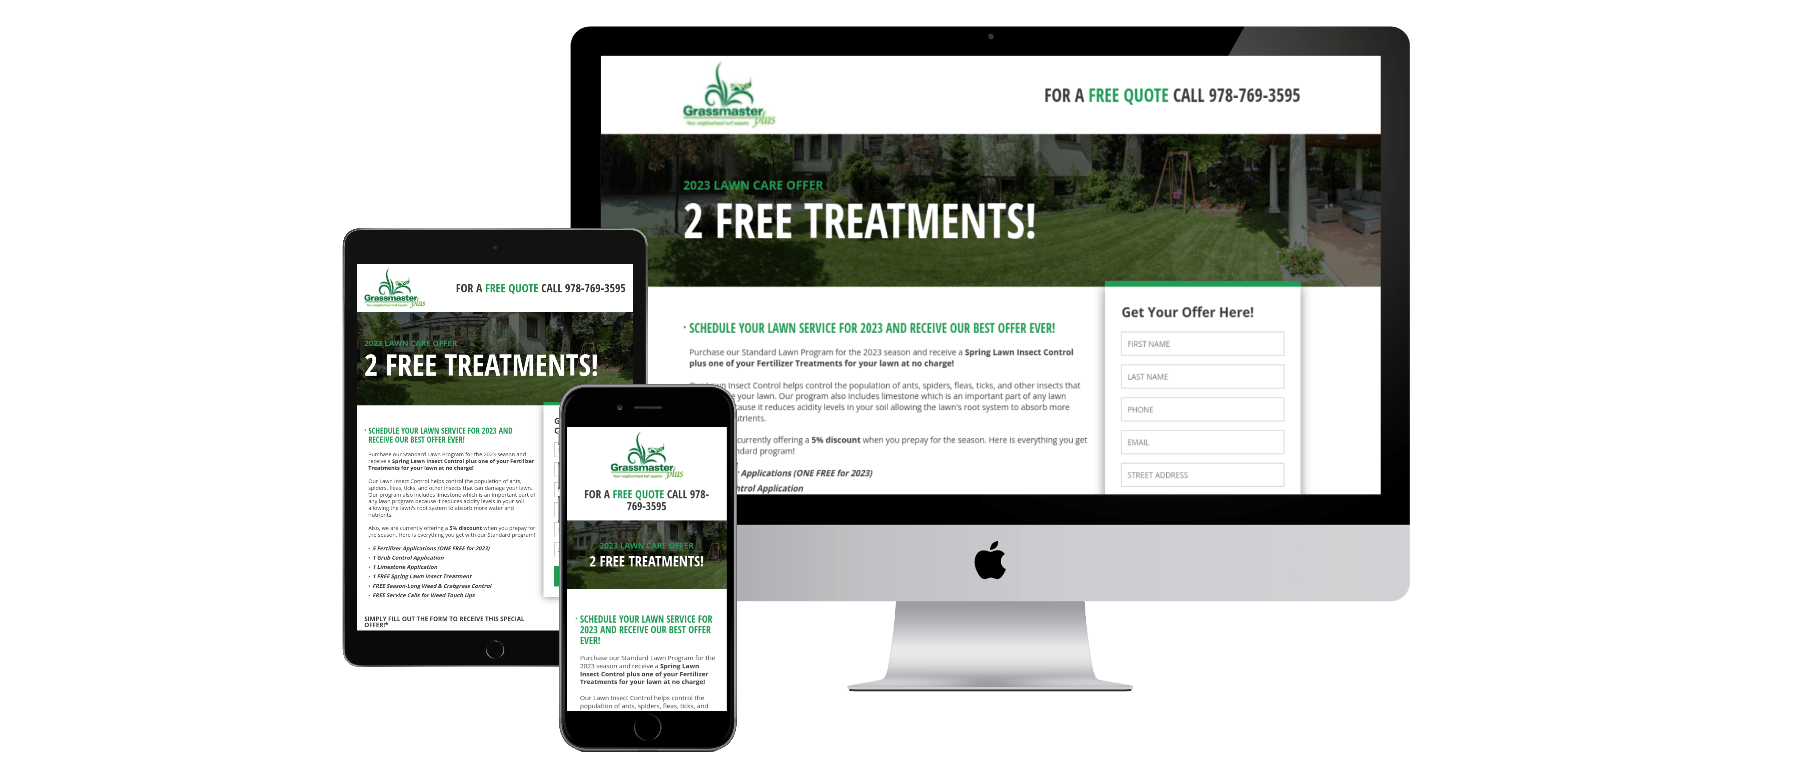 Grassmaster
plus
Your neighborhood turf experts
FOR A FREE QUOTE CALL 978-769-3595
2023 LAWN CARE OFFER
2 FREE TREATMENTS!
· SCHEDULE YOUR LAWN SERVICE FOR 2023 AND RECEIVE OUR BEST OFFER EVER!
Purchase our Standard Lawn Program for the 2023 season and receive a Spring Lawn Insect Control
plus one of your Fertilizer Treatments for your lawn at no charge!
Insect Control helps control the population of ants, spiders, fleas, ticks, and other insects that
your lawn. Our program also includes limestone which is an important part of any lawn
it reduces acidity levels in your soil allowing the lawn's root system to absorb more
currently offering a 5% discount when you prepay for the season. Here is everything you get
program!
Applications (ONE FREE for 2023)
Application
Get Your Offer Here!
FIRST NAME
LAST NAME
PHONE
EMAIL
STREET ADDRESS
Grassmaster
plus
Your neighborhood turf experts
FOR A FREE QUOTE CALL 978-769-3595
2023 LAWN CARE OFFER
2 FREE TREATMENTS!
· SCHEDULE YOUR LAWN SERVICE FOR 2023 AND
RECEIVE OUR BEST OFFER EVER!
Purchase our Standard Lawn Program for the 2023 season and
receive a Spring Lawn Insect Control plus one of your Fertilizer
Treatments for your lawn at no charge!
Our Lawn Insect Control helps control the population of ants,
spiders, fleas, ticks, and other insects that can damage your lawn.
Our program also includes limestone which is an important part of
any lawn program because it reduces acidity levels in your soil
allowing the lawn's root system to absorb more water and
nutrients.
Also, we are currently offering a 5% discount when you prepay for
the season. Here is everything you get with our Standard program!
• 5 Fertilizer Applications (ONE FREE for 2023)
• 1 Grub Control Application
• 1 Limestone Application
• 1 FREE Spring Lawn Insect Treatment
• FREE Season-Long Weed & Crabgrass Control
• FREE Service Calls for Weed Touch Ups
SIMPLY FILL OUT THE FORM TO RECEIVE THIS SPECIAL
OFFER!*
Grassmaster
plus
Your neighborhood turf experts
FOR A FREE QUOTE CALL 978-
769-3595
2023 LAWN CARE OFFER
2 FREE TREATMENTS!
· SCHEDULE YOUR LAWN SERVICE FOR
2023 AND RECEIVE OUR BEST OFFER
EVER!
Purchase our Standard Lawn Program for the
2023 season and receive a Spring Lawn
Insect Control plus one of your Fertilizer
Treatments for your lawn at no charge!
Our Lawn Insect Control helps control the
population of ants, spiders, fleas, ticks, and